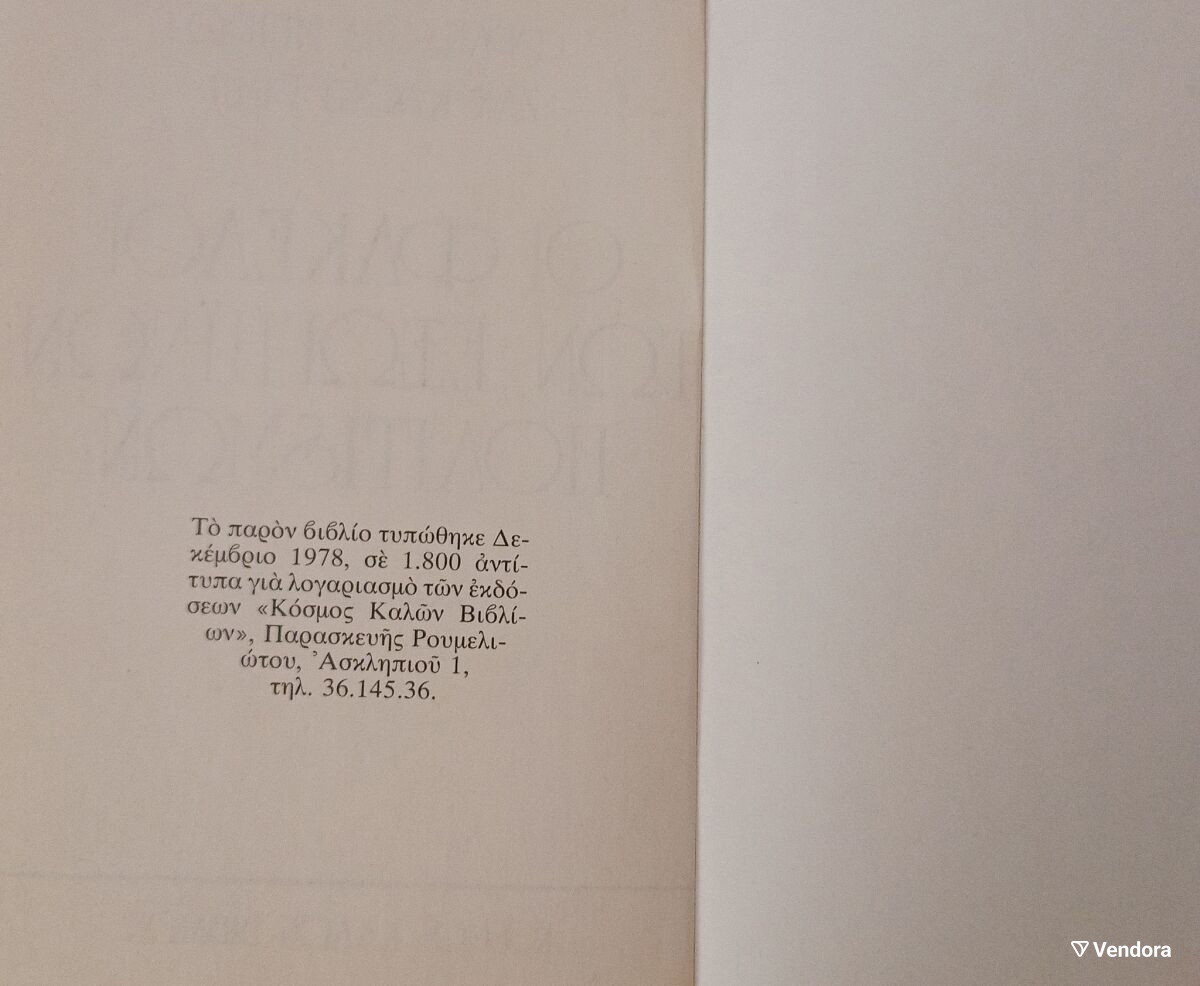 Τὸ παρὸν βιβλίο τυπώθηκε Δε-
κέμβριο 1978, σὲ 1.800 ἀντί-
τυπα γιὰ λογαριασμὸ τῶν ἐκδό-
σεων «Κόσμος Καλῶν Βιβλί-
ων», Παρασκευῆς Ρουμελι-
ώτου, Ἀσκληπιοῦ 1,
τηλ. 36.145.36.
Vendora